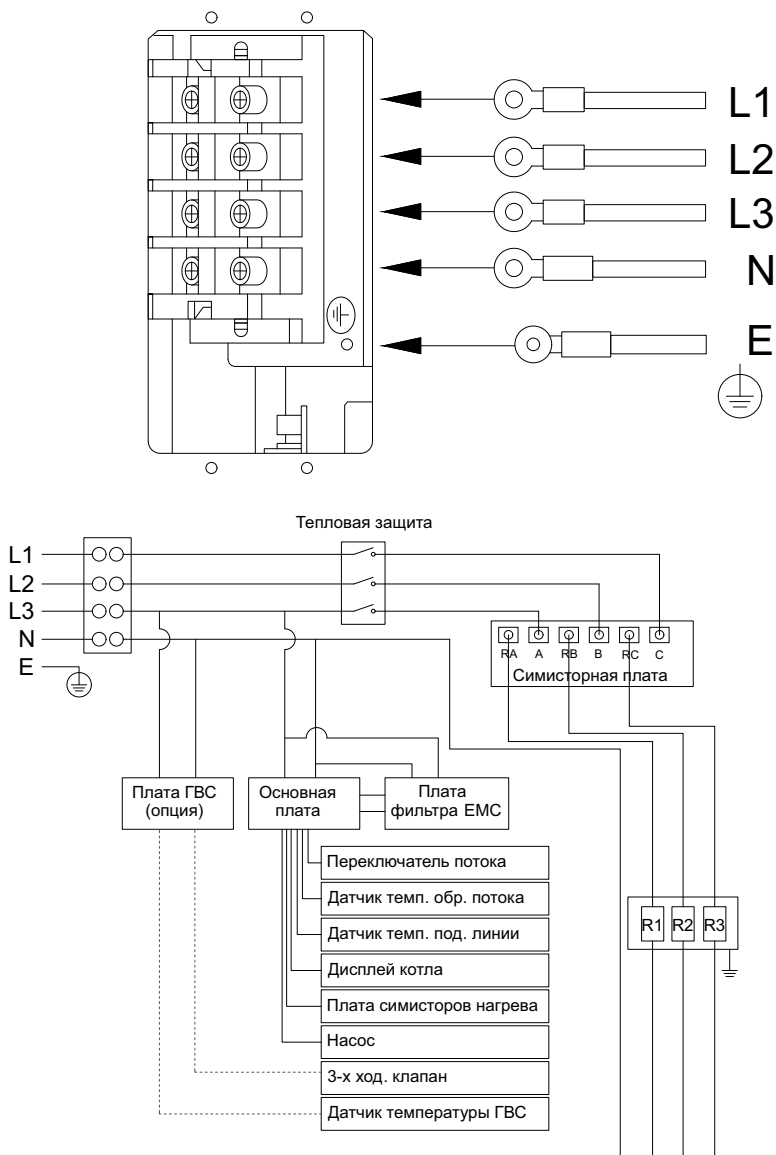 L1
L2
L3
N
E
Тепловая защита
L1
L2
L3
N
E
RA A RB B RC C
Симисторная плата
Плата ГВС
(опция)
Основная
плата
Плата
фильтра ЕМС
Переключатель потока
Датчик темп. обр. потока
Датчик темп. под. линии
Дисплей котла
Плата симисторов нагрева
Насос
3-х ход. клапан
Датчик температуры ГВС
R1 R2 R3